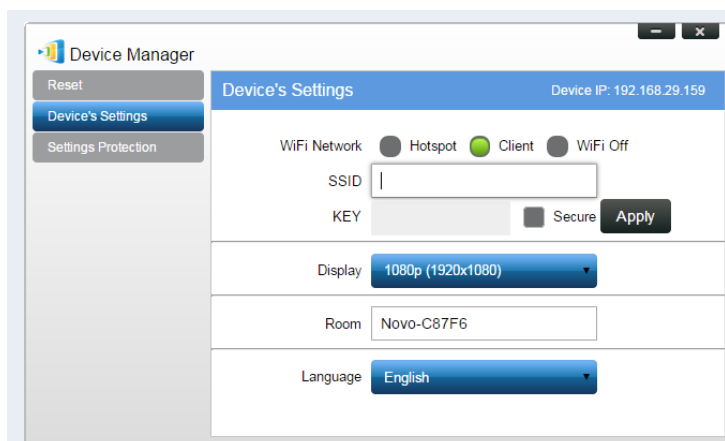 Device Manager
Reset
Device's Settings
Settings Protection
Device's Settings
Device IP: 192.168.29.159
WiFi Network Hotspot Client WiFi Off
SSID
KEY Secure Apply
Display 1080p (1920x1080)
Room Novo-C87F6
Language English